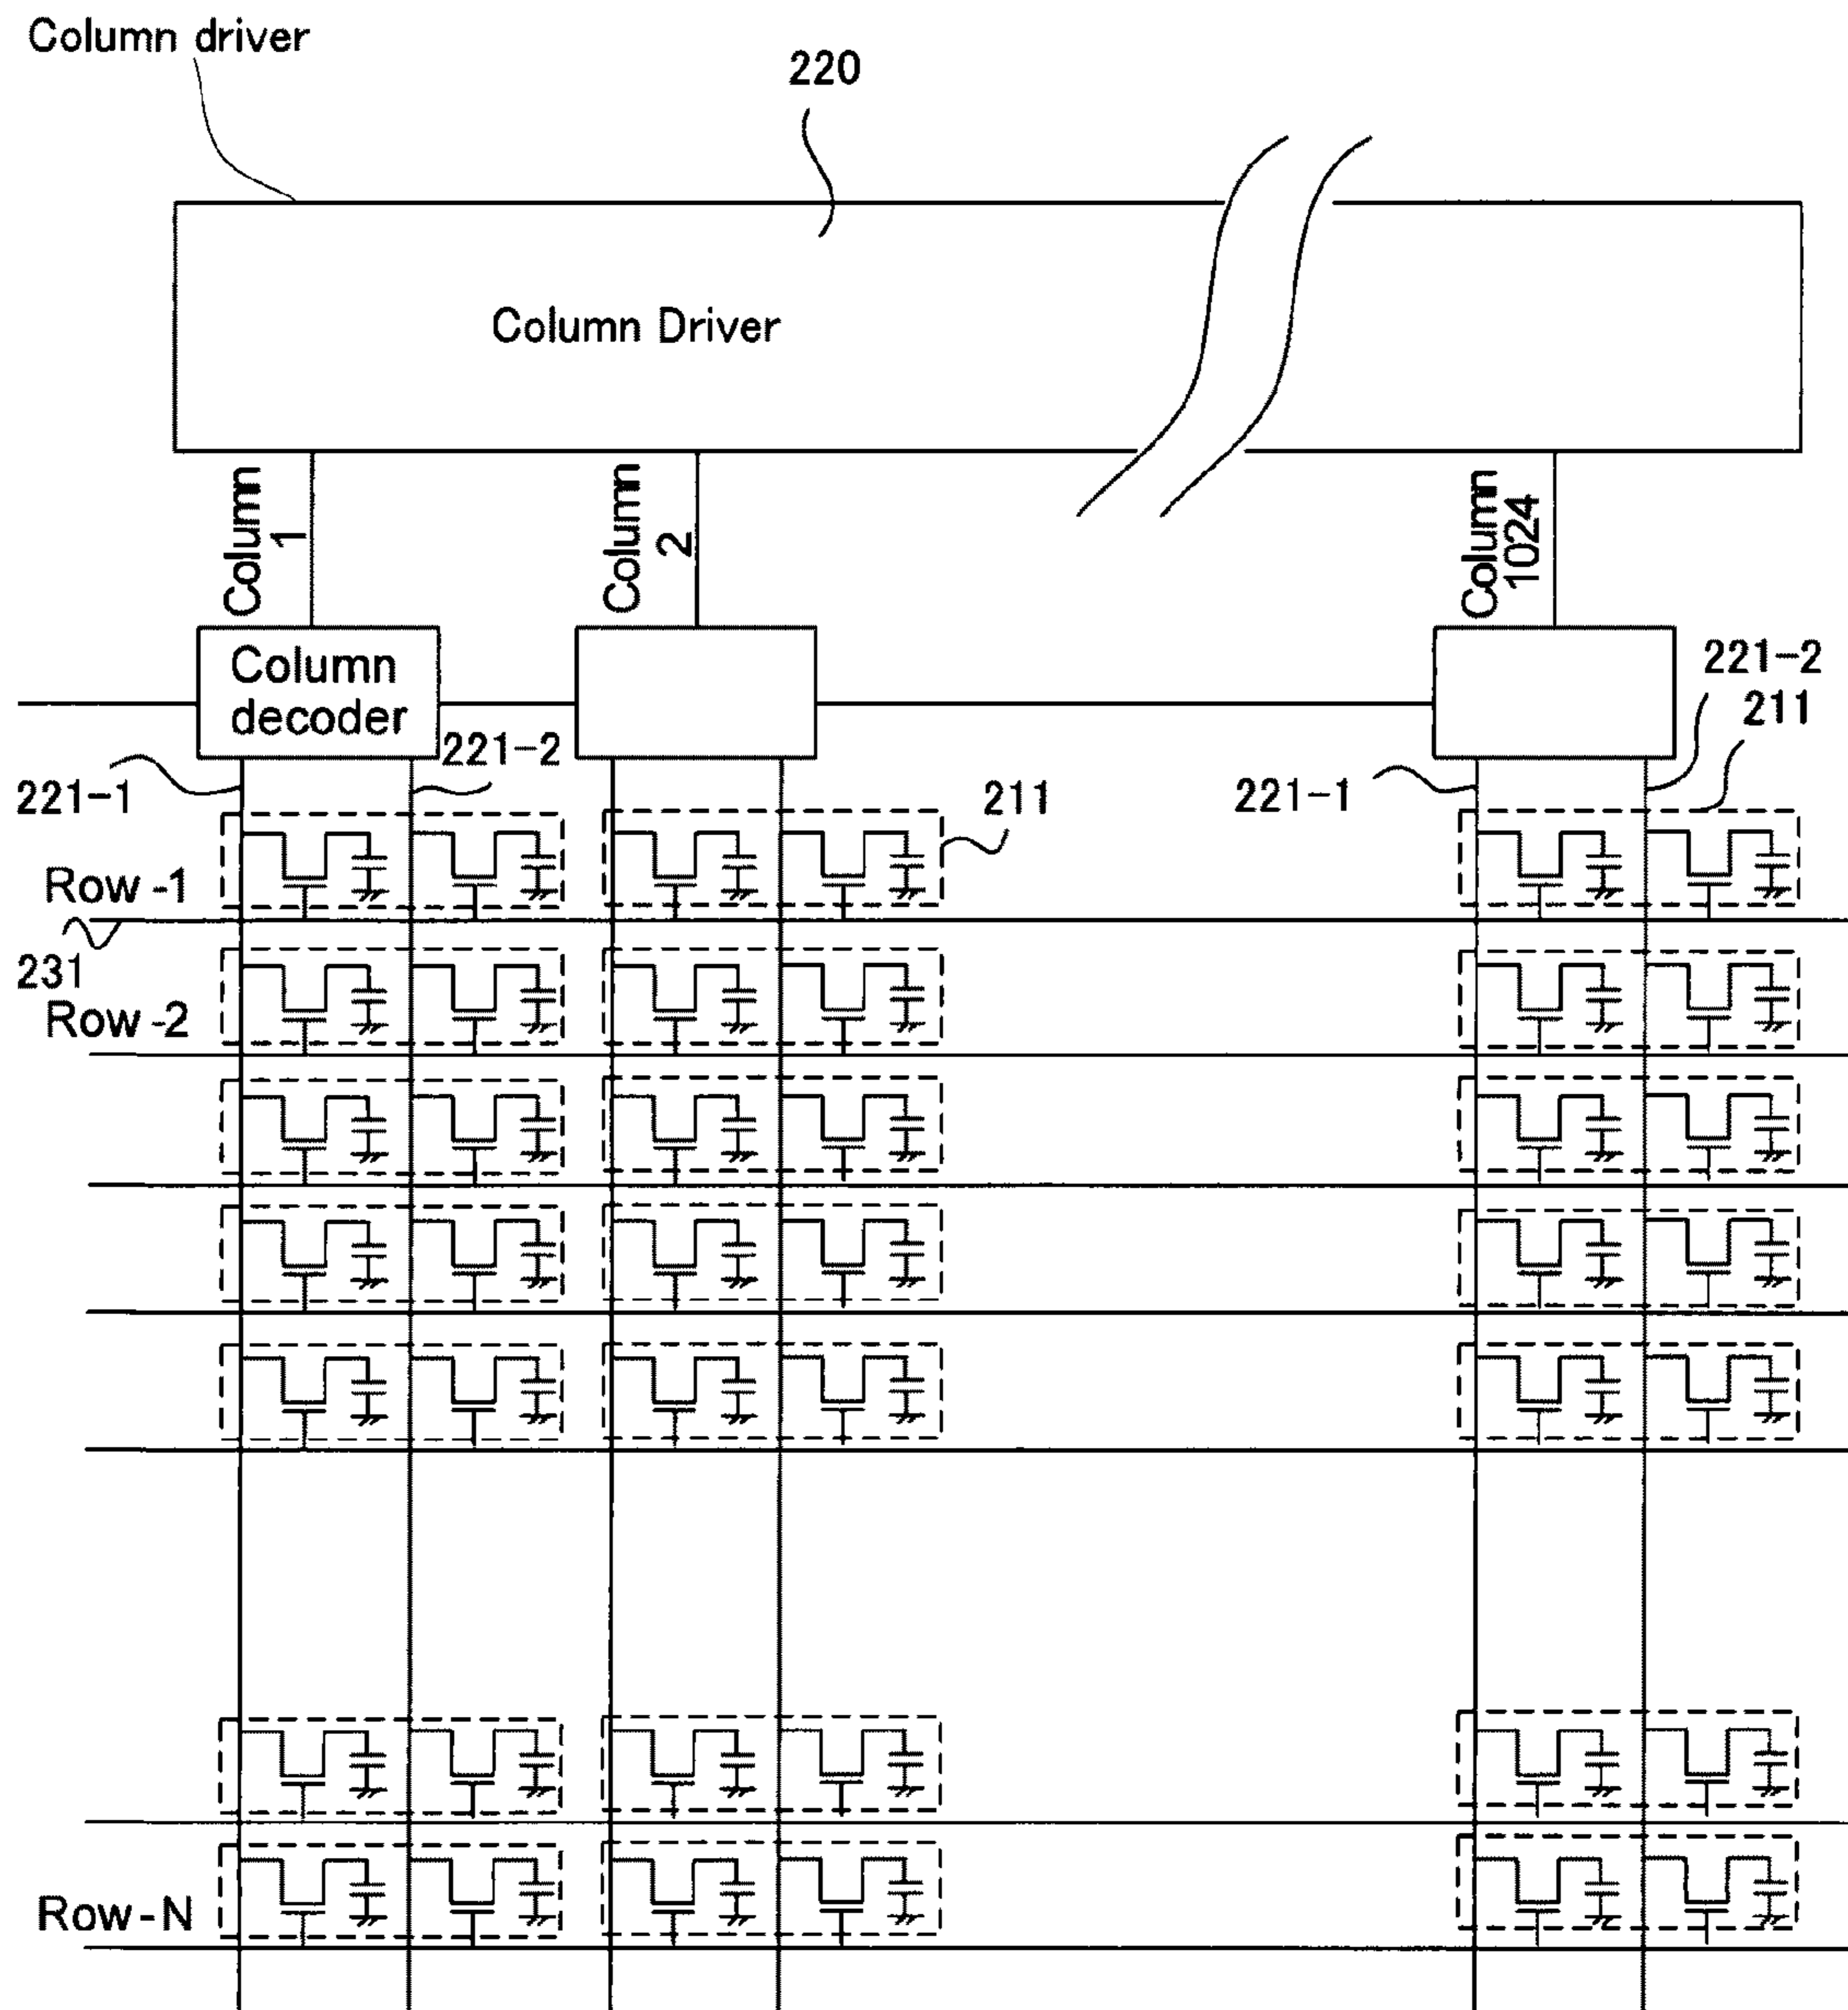 Column driver
220
Column Driver
Column
1
Column
2
Column
1024
Column
decoder
221-2
211
221-1
221-2
221-1
211
Row-1
231
Row-2
Row-N